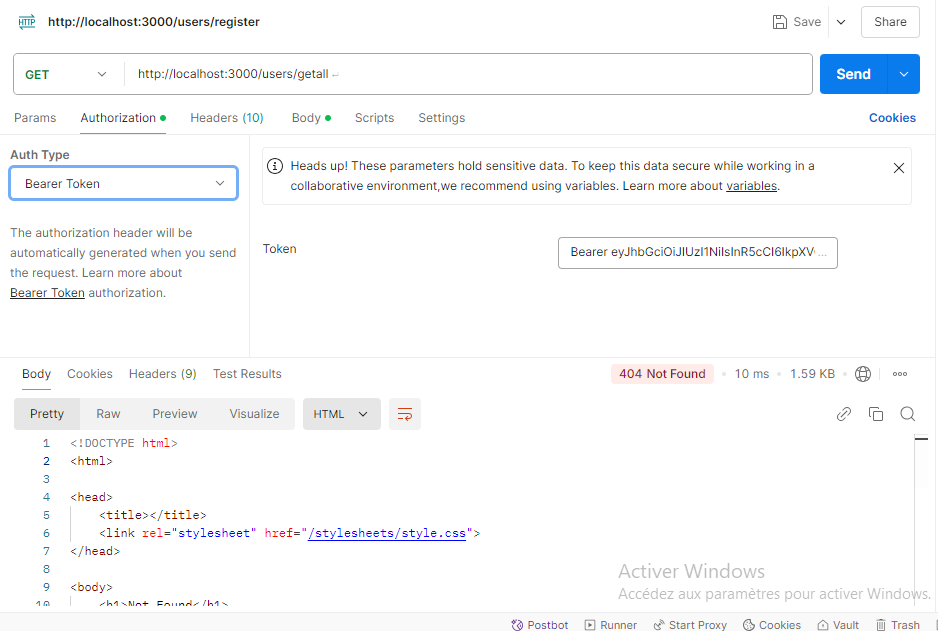 HTTP http://localhost:3000/users/register Save Share
GET http://localhost:3000/users/getall ↵ Send
Params Authorization Headers (10) Body Scripts Settings Cookies
Auth Type
Bearer Token
The authorization header will be
automatically generated when you send
the request. Learn more about
Bearer Token authorization.
Heads up! These parameters hold sensitive data. To keep this data secure while working in a
collaborative environment,we recommend using variables. Learn more about variables.
Token Bearer eyJhbGciOiJIUzI1NiIsInR5cCI6IkpXV ...
Body Cookies Headers (9) Test Results 404 Not Found 10 ms 1.59 KB
Pretty Raw Preview Visualize HTML
1 <!DOCTYPE html>
2 <html>
3
4 <head>
5 <title></title>
6 <link rel="stylesheet" href="/stylesheets/style.css">
7 </head>
8
9 <body>
10 <h1>Not Found</h1>
Activer Windows
Accédez aux paramètres pour activer Windows.
Postbot Runner Start Proxy Cookies Vault Trash